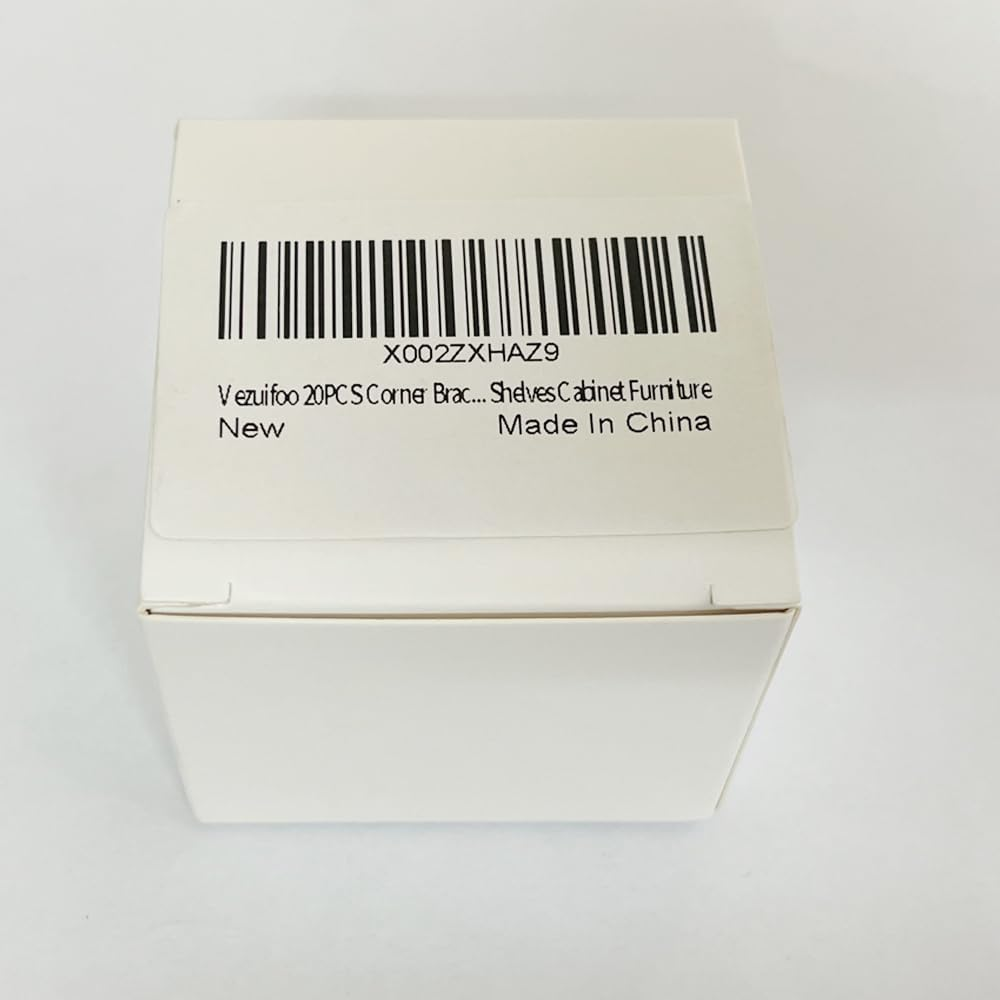 X002ZXHAZ9
Vezuifoo 20PCS Corner Brac... Shelves Cabinet Furniture
New Made In China